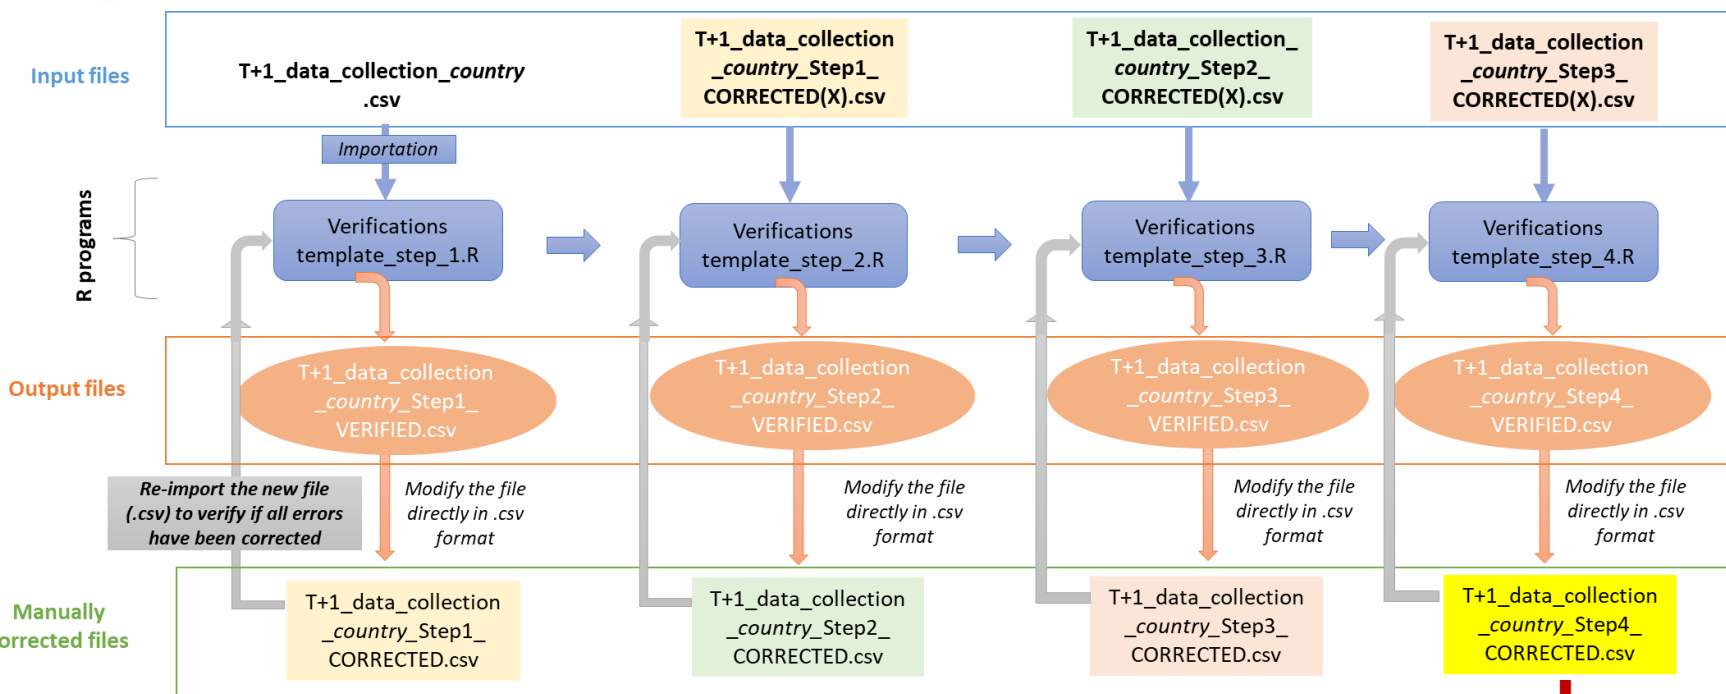 Input files
T+1_data_collection_country
.csv
T+1_data_collection
_country_Step1_
CORRECTED(X).csv
T+1_data_collection_
country_Step2_
CORRECTED(X).csv
T+1_data_collection
_country_Step3_
CORRECTED(X).csv
Importation
R programs
Verifications
template_step_1.R
Verifications
template_step_2.R
Verifications
template_step_3.R
Verifications
template_step_4.R
Output files
T+1_data_collection
_country_Step1_
VERIFIED.csv
T+1_data_collection
_country_Step2_
VERIFIED.csv
T+1_data_collection
_country_Step3_
VERIFIED.csv
T+1_data_collection
_country_Step4_
VERIFIED.csv
Re-import the new file
(.csv) to verify if all errors
have been corrected
Modify the file
directly in .csv
format
Modify the file
directly in .csv
format
Modify the file
directly in .csv
format
Modify the file
directly in .csv
format
Manually
orrected files
T+1_data_collection
_country_Step1_
CORRECTED.csv
T+1_data_collection
_country_Step2_
CORRECTED.csv
T+1_data_collection
_country_Step3_
CORRECTED.csv
T+1_data_collection
_country_Step4_
CORRECTED.csv